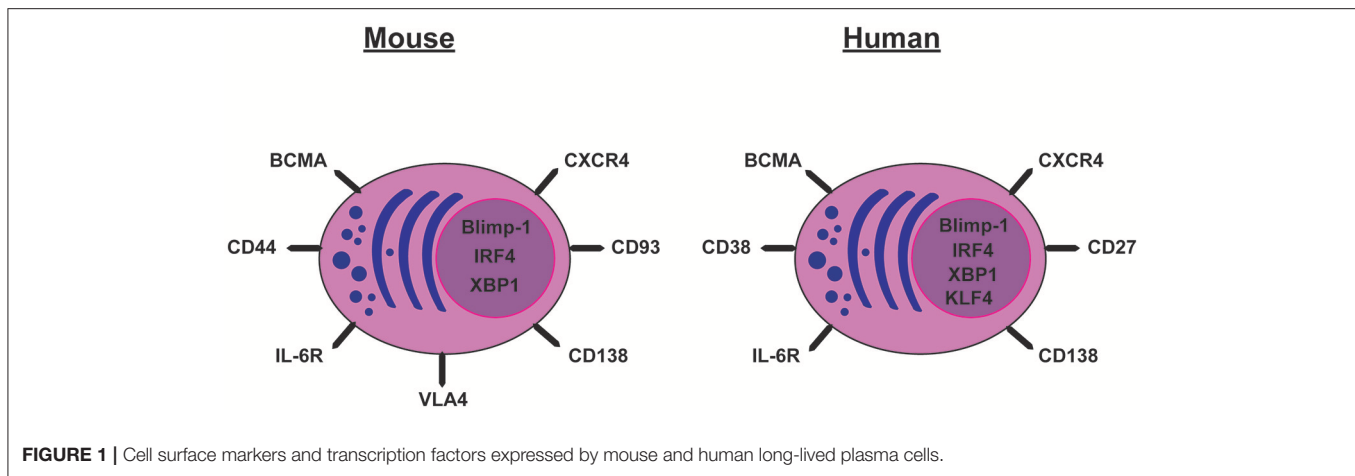 Mouse
Human
BCMA
CXCR4
CD44
CD93
IL-6R
CD138
VLA4
Blimp-1
IRF4
XBP1
BCMA
CXCR4
CD38
CD27
IL-6R
CD138
Blimp-1
IRF4
XBP1
KLF4
FIGURE 1 | Cell surface markers and transcription factors expressed by mouse and human long-lived plasma cells.